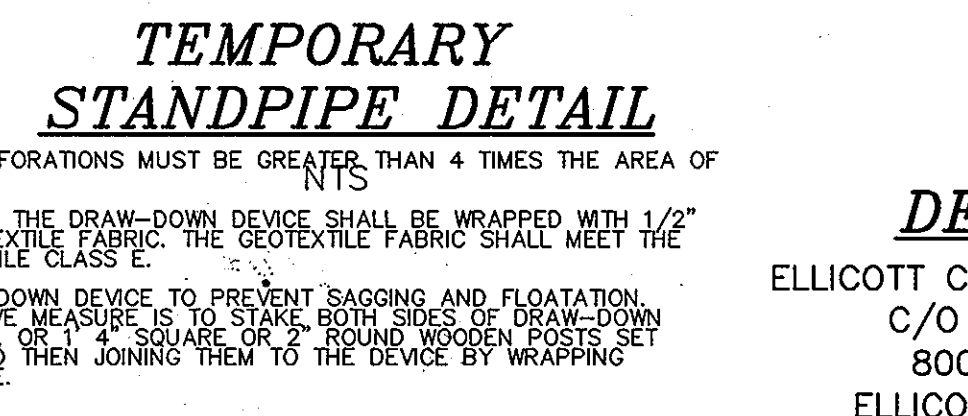 TEMPORARY
STANDPIPE DETAIL
FORATIONS MUST BE GREATER THAN 4 TIMES THE AREA OF
NTS
THE DRAW-DOWN DEVICE SHALL BE WRAPPED WITH 1/2"
EXTILE FABRIC. THE GEOTEXTILE FABRIC SHALL MEET THE
ILE CLASS E.
DOWN DEVICE TO PREVENT SAGGING AND FLOATATION.
VE MEASURE IS TO STAKE BOTH SIDES OF DRAW-DOWN
OR 1' 4" SQUARE OR 2" ROUND WOODEN POSTS SET
THEN JOINING THEM TO THE DEVICE BY WRAPPING
E.
DE
ELLICOTT C
C/O
800
ELLICO